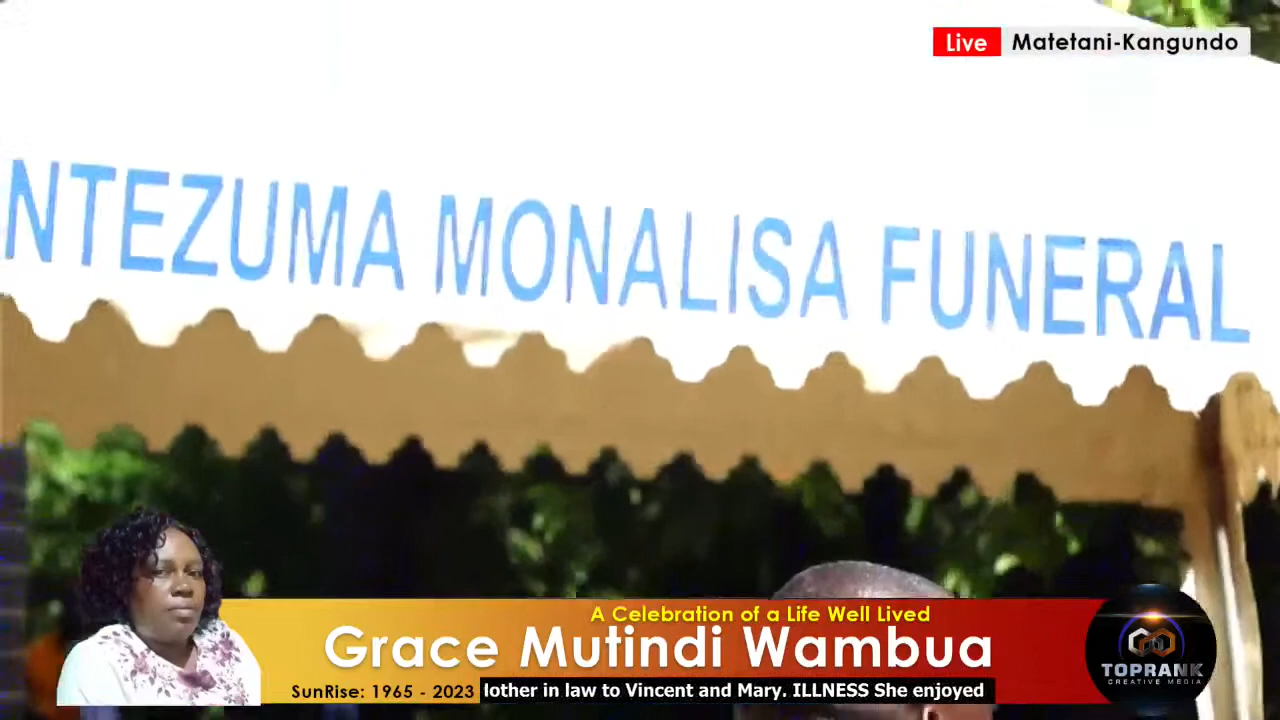 Live Matetani-Kangundo
NTEZUMA MONALISA FUNERAL
A Celebration of a Life Well Lived
Grace Mutindi Wambua
SunRise: 1965 - 2023 lother in law to Vincent and Mary. ILLNESS She enjoyed
TOPRANK
CREATIVE MEDIA